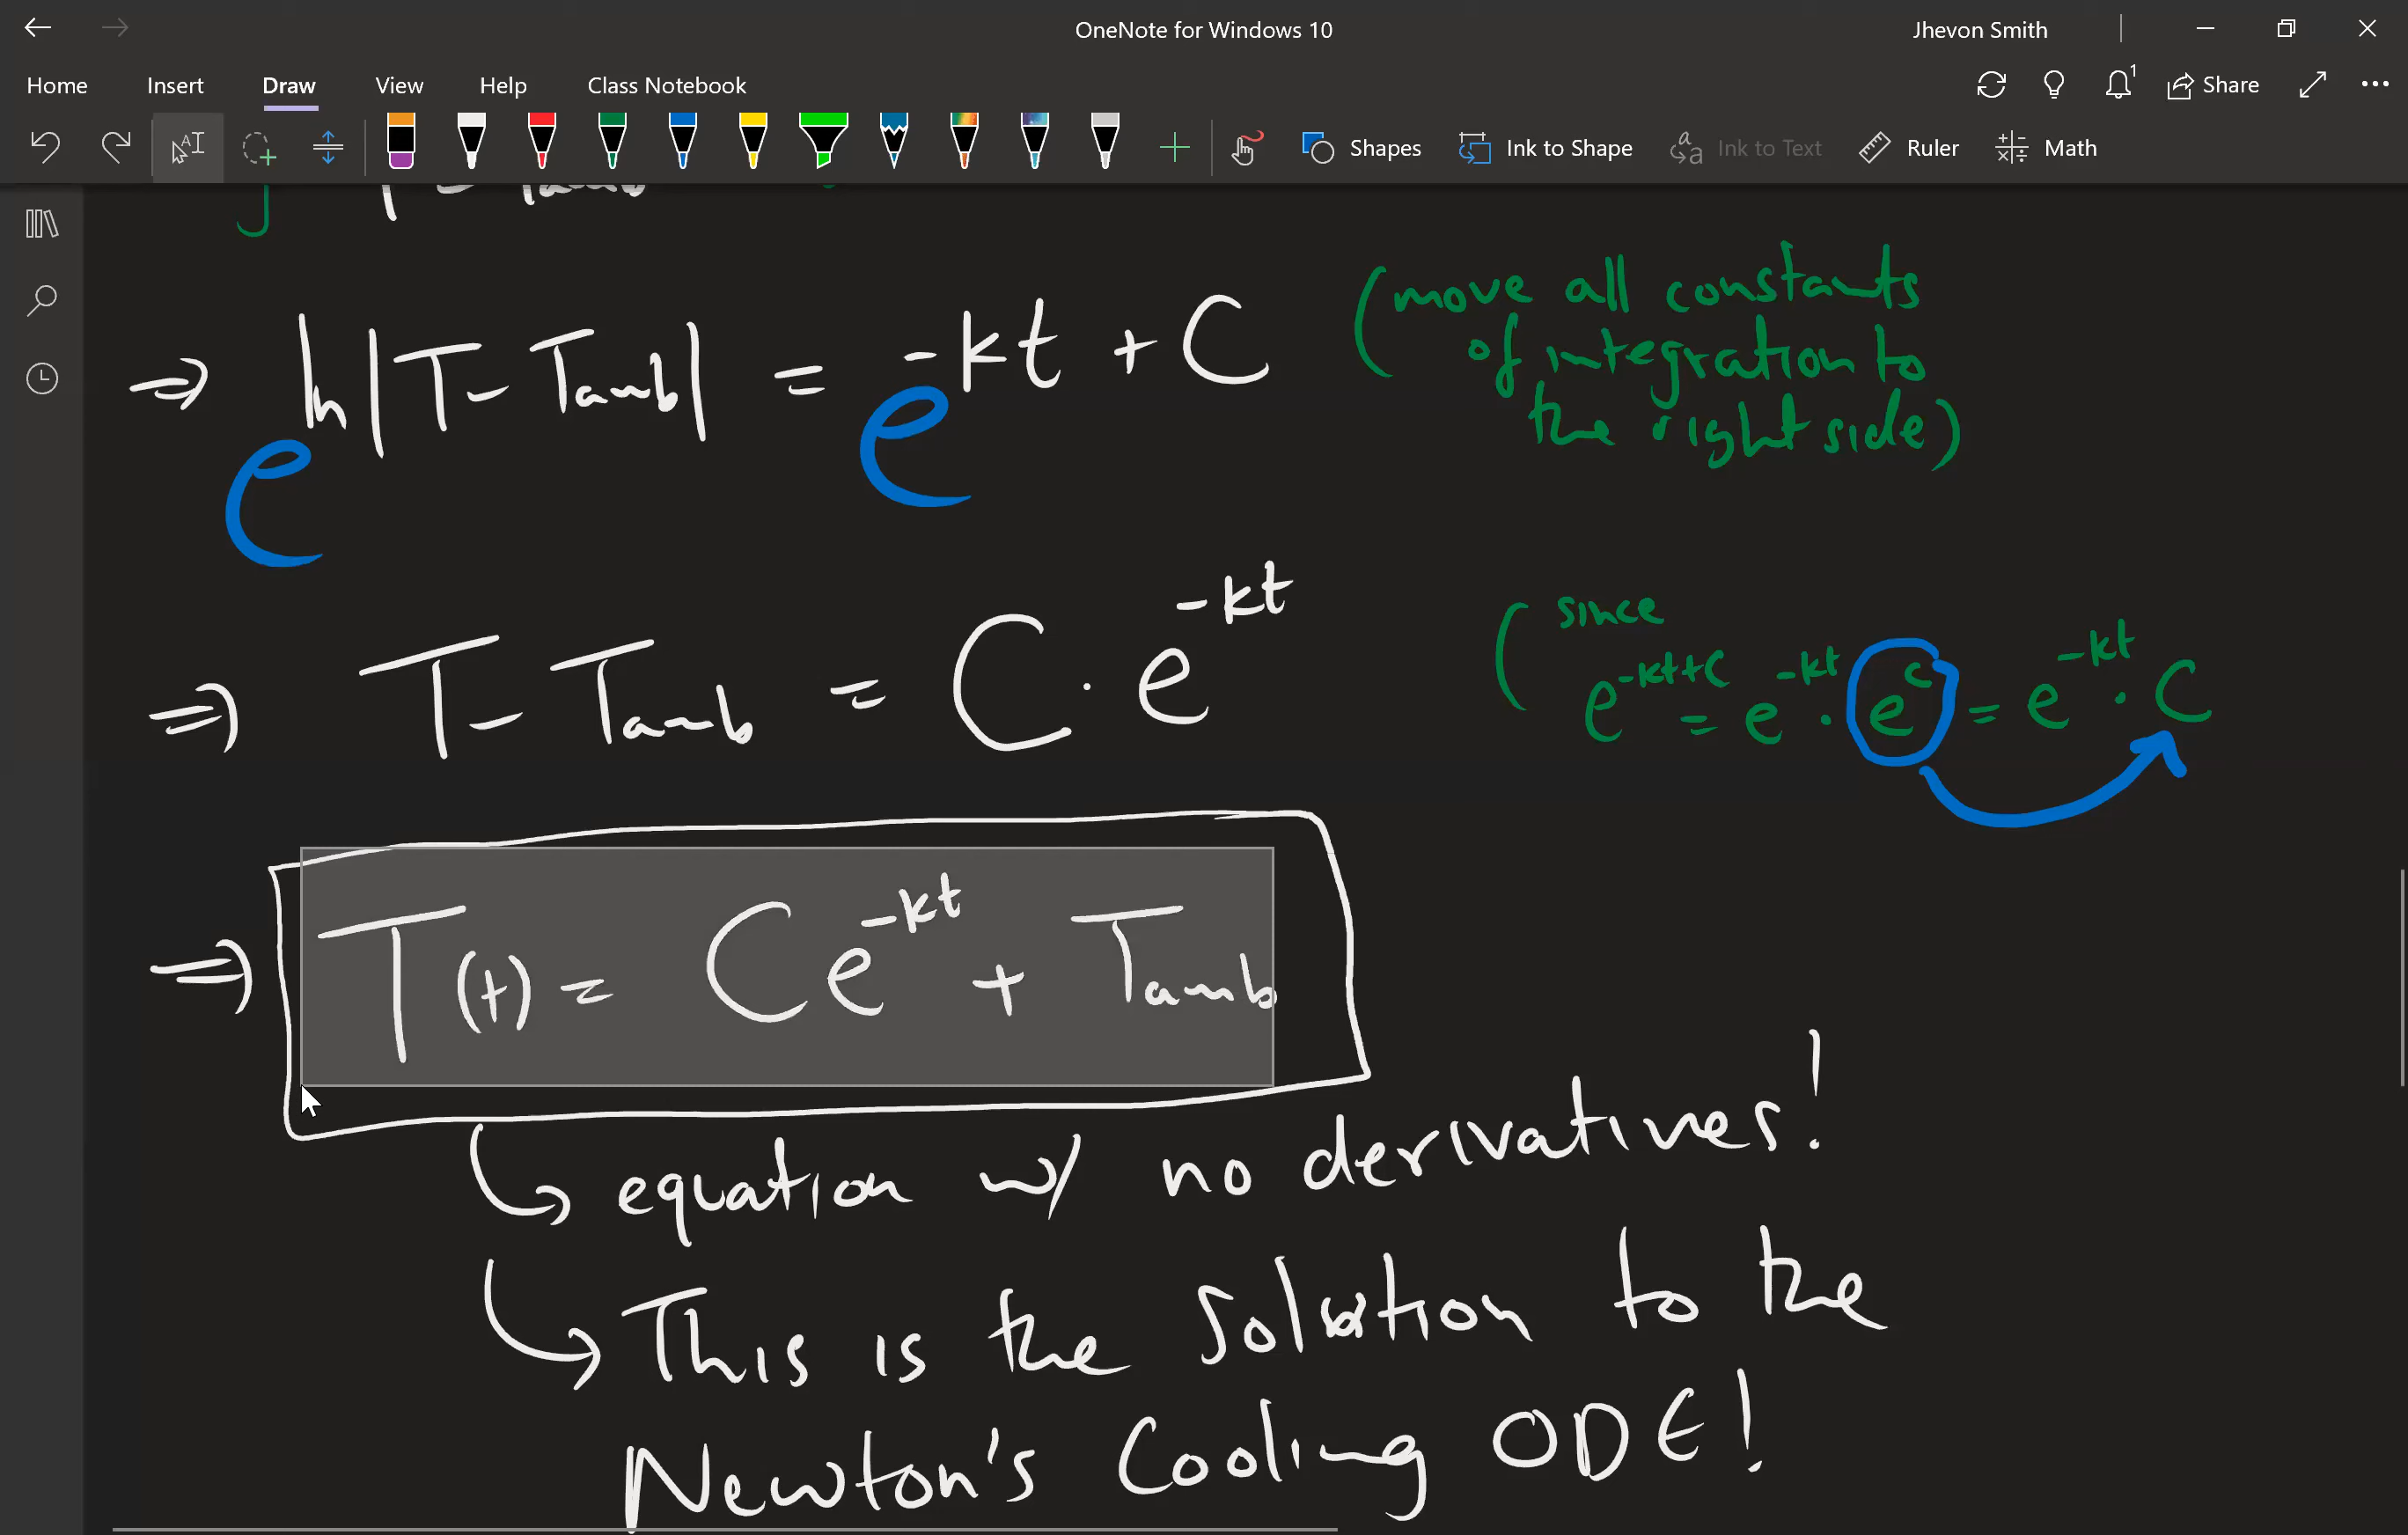 OneNote for Windows 10
Jhevon Smith
Home Insert Draw View Help Class Notebook
1 Share
Shapes Ink to Shape Ink to Text Ruler Math
T - Tamb
⇒ ln|T - Tamb| = -kt + C
e e
(move all constants
of integration to
the right side)
⇒ T - Tamb = C · e^-kt
(since
e^-kt+C = e^-kt · e^C = e^-kt · C
⇒ T(t) = C e^-kt + Tamb
↳ equation w/ no derivatives!
↳ This is the solution to the
Newton's Cooling ODE!